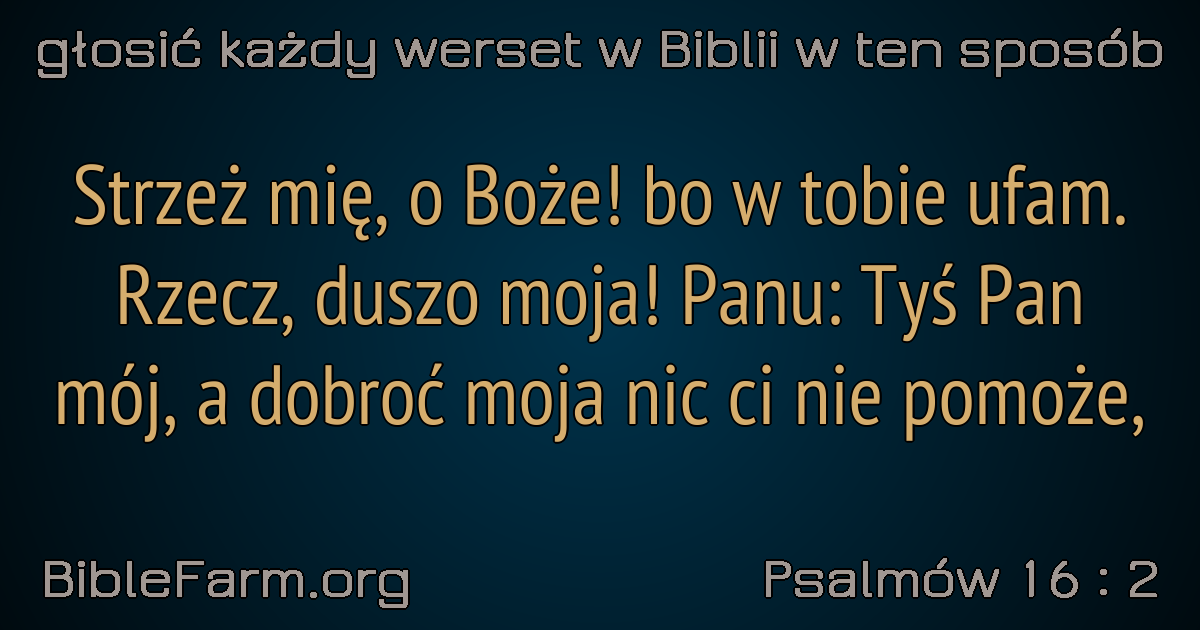 głosić każdy werset w Biblii w ten sposób
Strzeż mię, o Boże! bo w tobie ufam.
Rzecz, duszo moja! Panu: Tyś Pan
mój, a dobroć moja nic ci nie pomoże,
BibleFarm.org
Psalmów 16 : 2